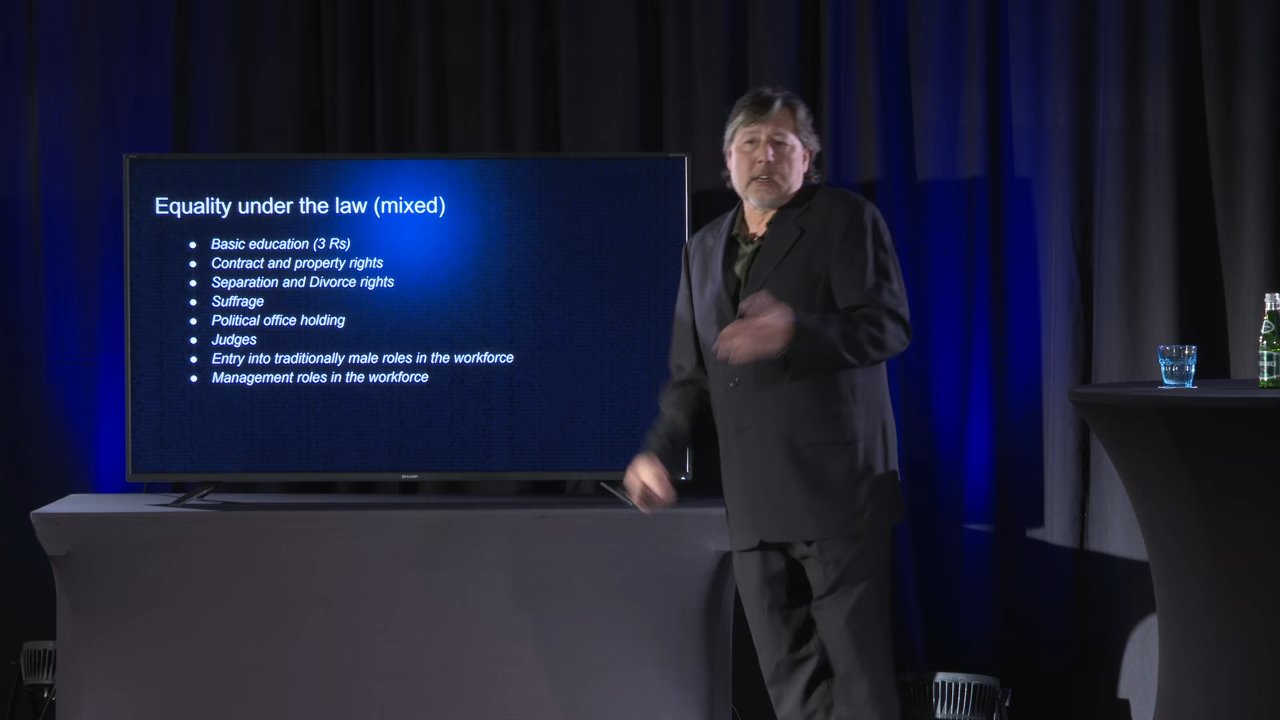 Equality under the law (mixed)
● Basic education (3 Rs)
● Contract and property rights
● Separation and Divorce rights
● Suffrage
● Political office holding
● Judges
● Entry into traditionally male roles in the workforce
● Management roles in the workforce
SHARP